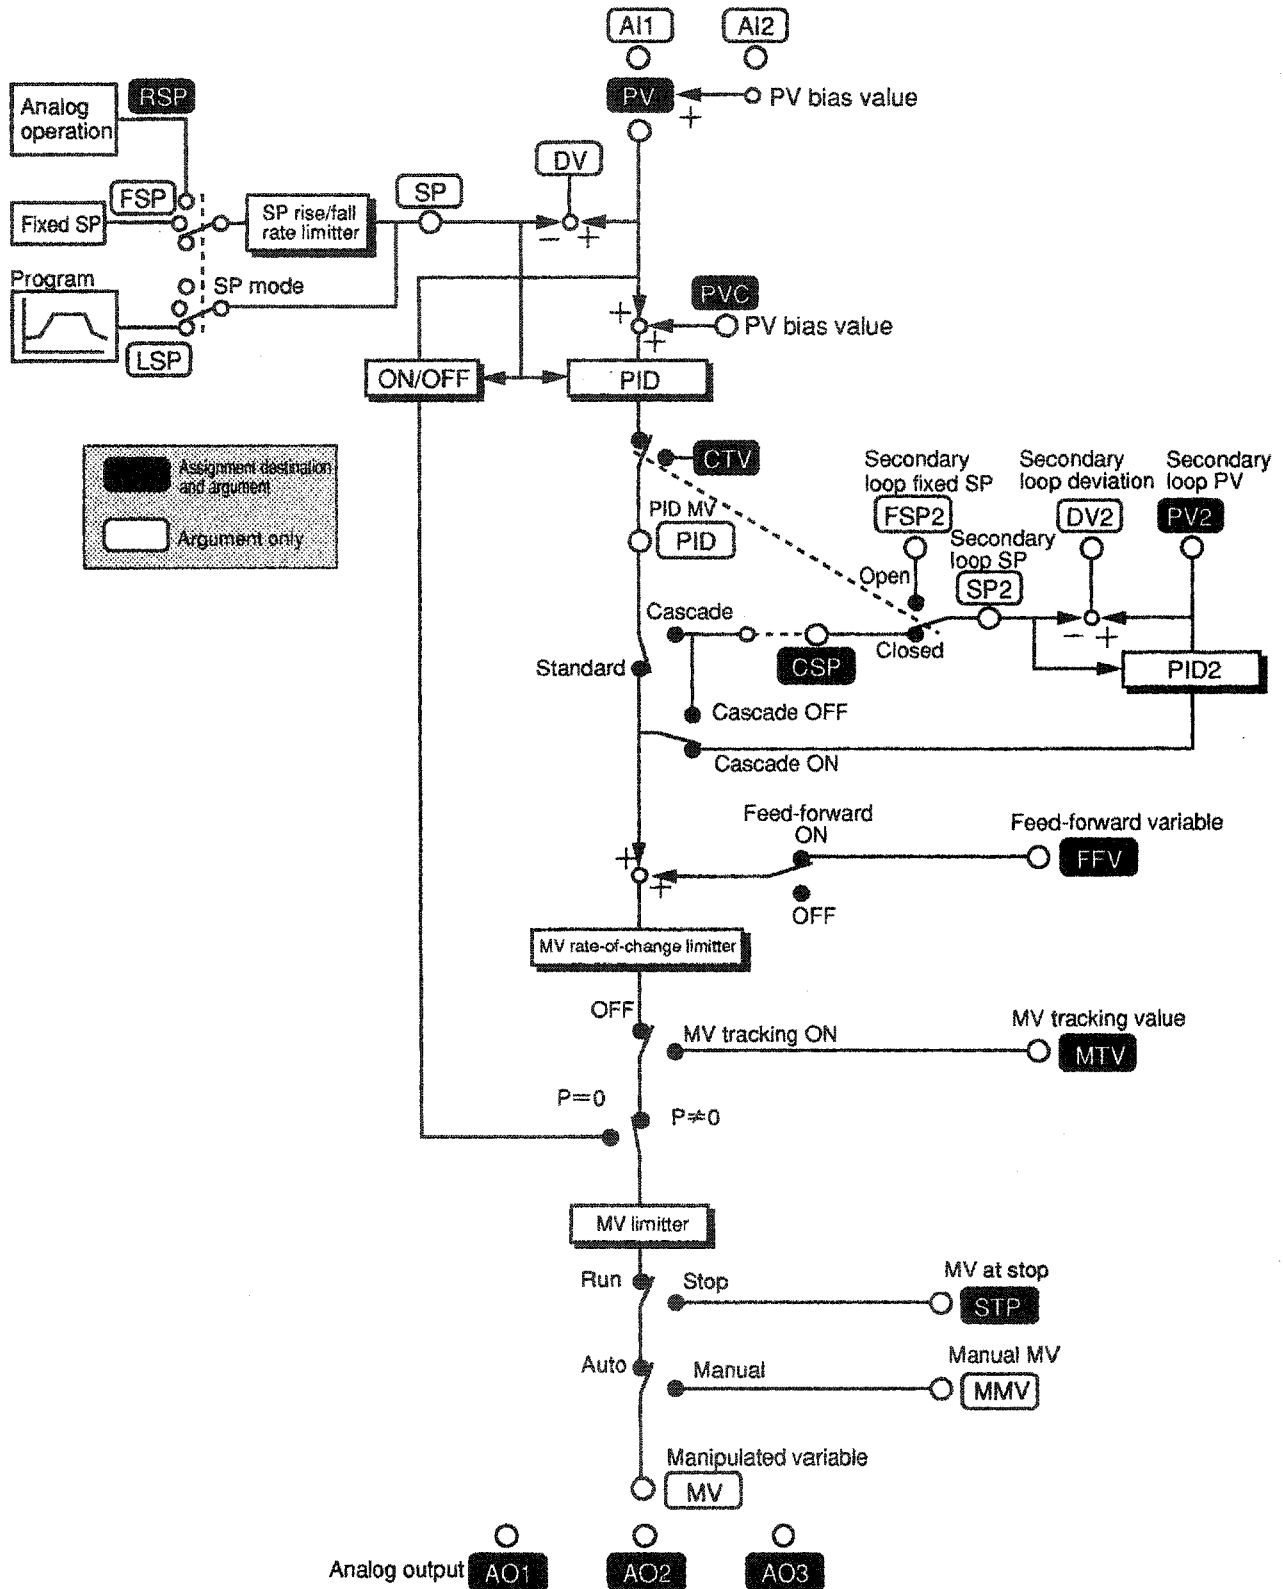 AI1
AI2
Analog
operation
RSP
PV
PV bias value
+
DV
FSP
SP
Fixed SP
SP rise/fall
rate limitter
−
+
Program
SP mode
PVC
+
+
PV bias value
LSP
ON/OFF
PID
Assignment destination
and argument
Argument only
CTV
Secondary
loop fixed SP
FSP2
Secondary
loop deviation
DV2
Secondary
loop PV
PV2
PID MV
PID
Open
Secondary
loop SP
SP2
Cascade
−
+
CSP
Closed
Standard
PID2
Cascade OFF
Cascade ON
Feed-forward
ON
Feed-forward variable
FFV
+
+
OFF
MV rate-of-change limitter
OFF
MV tracking ON
MV tracking value
MTV
P=0
P≠0
MV limitter
Run
Stop
MV at stop
STP
Auto
Manual
Manual MV
MMV
Manipulated variable
MV
Analog output
AO1
AO2
AO3